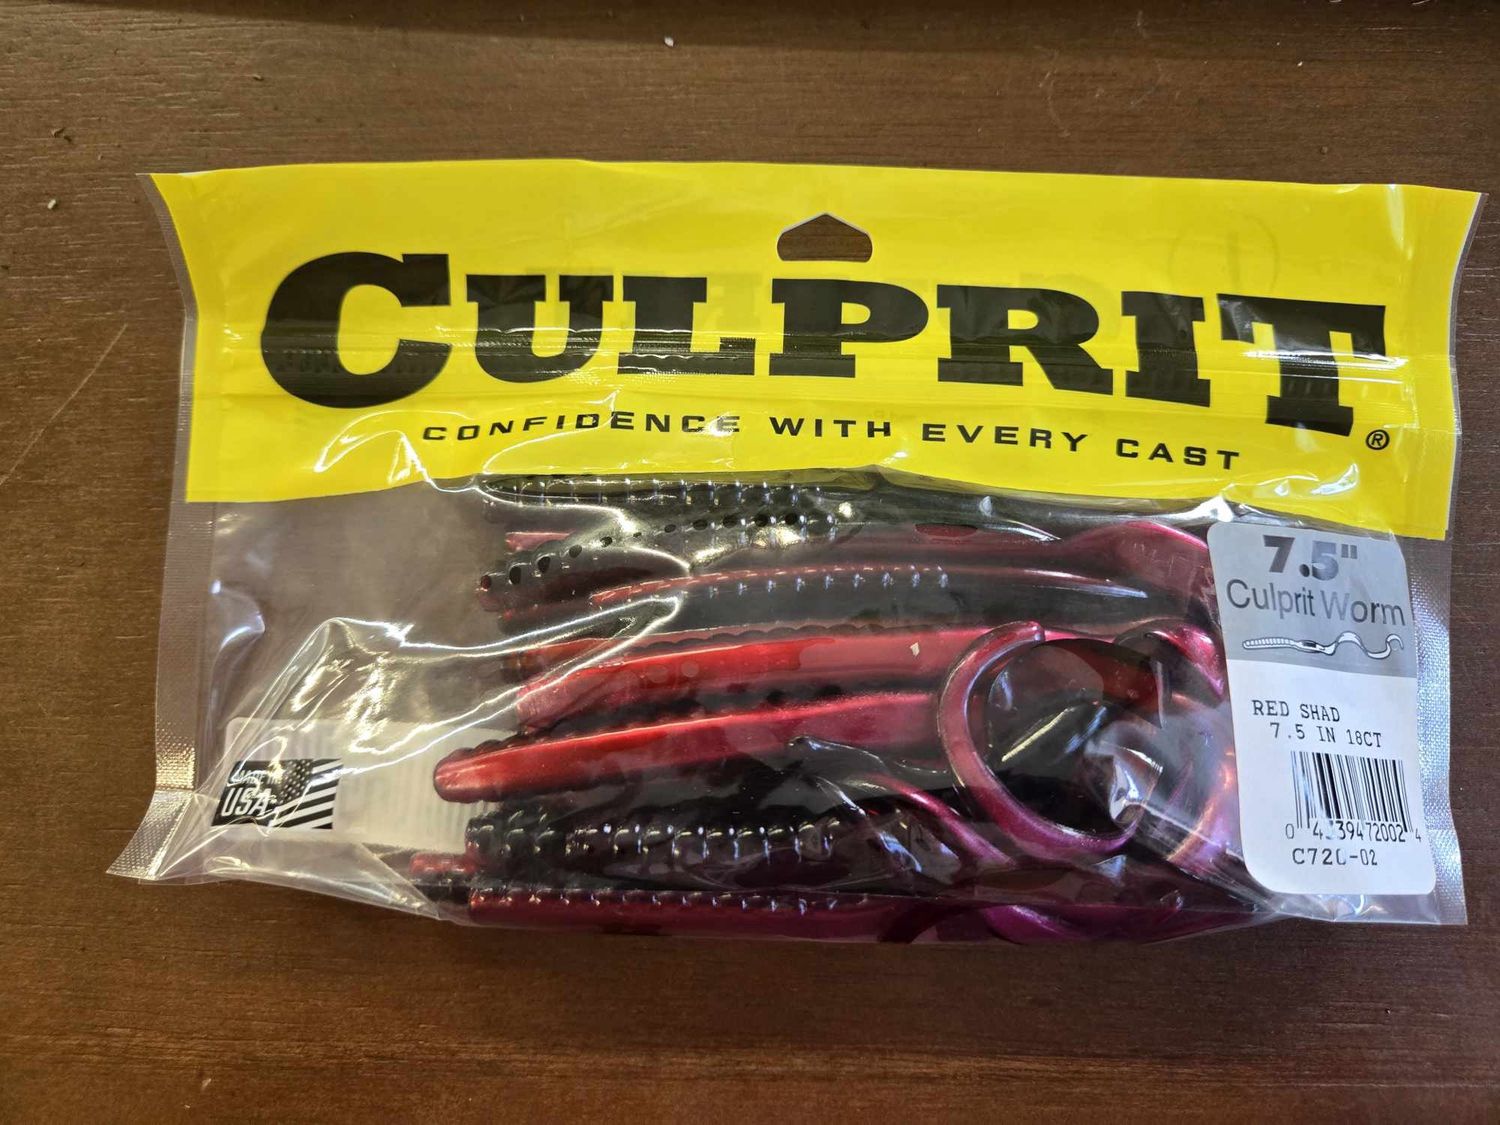 CULPRIT®
CONFIDENCE WITH EVERY CAST
7.5"
Culprit Worm
RED SHAD
7.5 IN 18CT
C720-02
USA